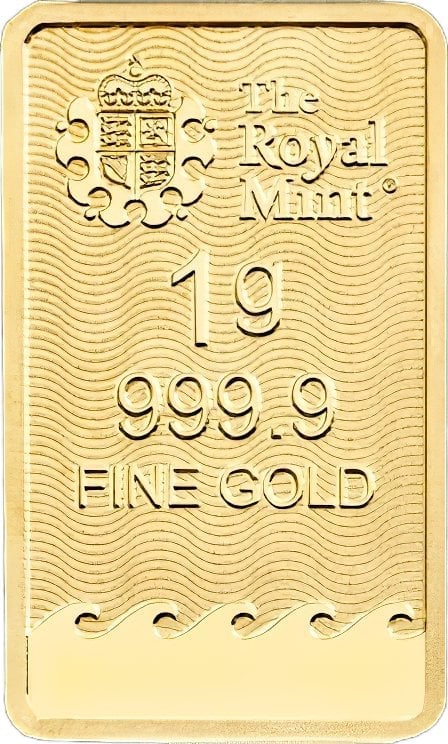 The
Royal
Mint®
1g
999.9
FINE GOLD